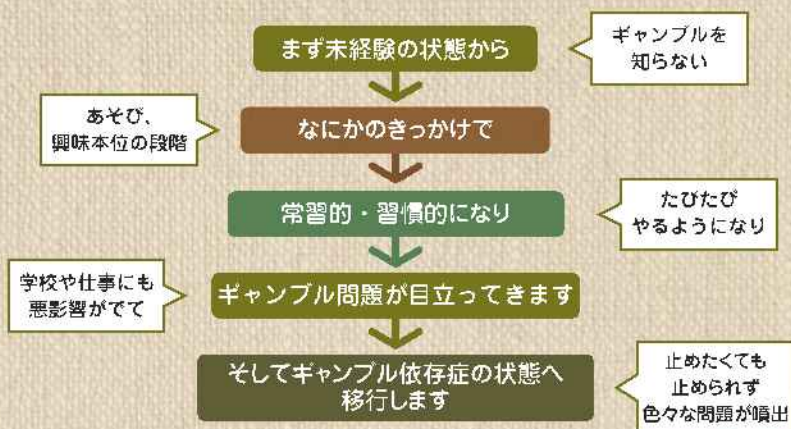 まず未経験の状態から
ギャンブルを
知らない
あそび、
興味本位の段階
なにかのきっかけで
常習的・習慣的になり
たびたび
やるようになり
学校や仕事にも
悪影響がでて
ギャンブル問題が目立ってきます
そしてギャンブル依存症の状態へ
移行します
止めたくても
止められず
色々な問題が噴出